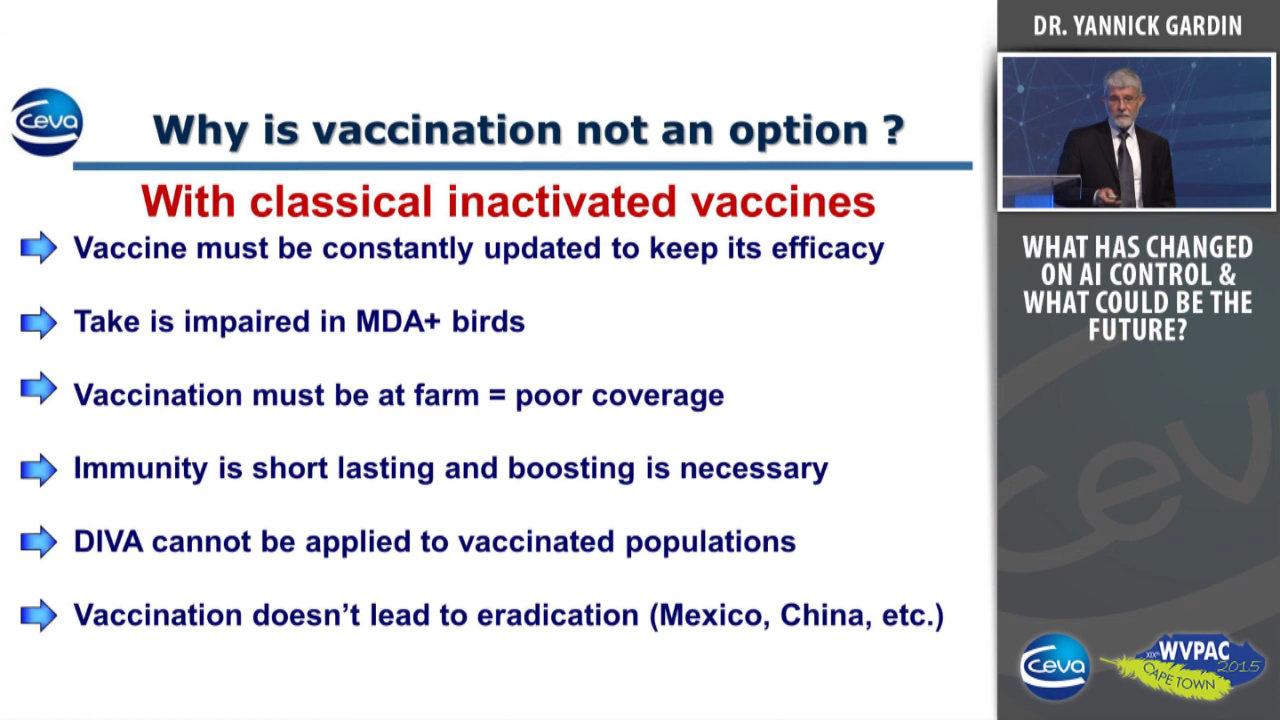 Ceva
Why is vaccination not an option ?
With classical inactivated vaccines
Vaccine must be constantly updated to keep its efficacy
Take is impaired in MDA+ birds
Vaccination must be at farm = poor coverage
Immunity is short lasting and boosting is necessary
DIVA cannot be applied to vaccinated populations
Vaccination doesn’t lead to eradication (Mexico, China, etc.)
DR. YANNICK GARDIN
WHAT HAS CHANGED
ON AI CONTROL &
WHAT COULD BE THE
FUTURE?
Ceva
Ceva
XIXth WVPAC
2015
CAPE TOWN